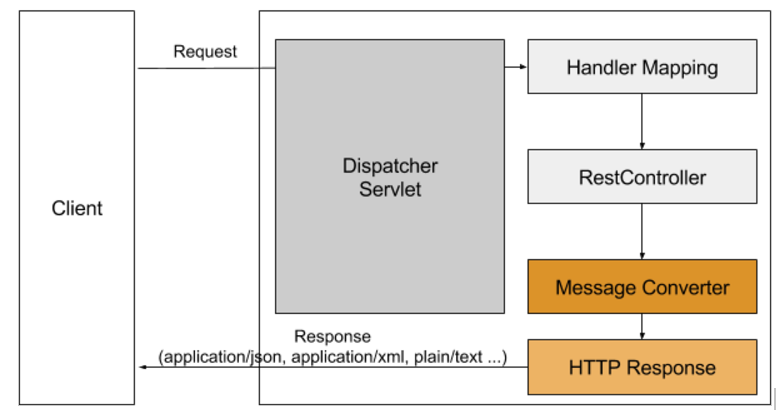 Request
Handler Mapping
Dispatcher
Servlet
RestController
Client
Message Converter
Response
(application/json, application/xml, plain/text ...)
HTTP Response